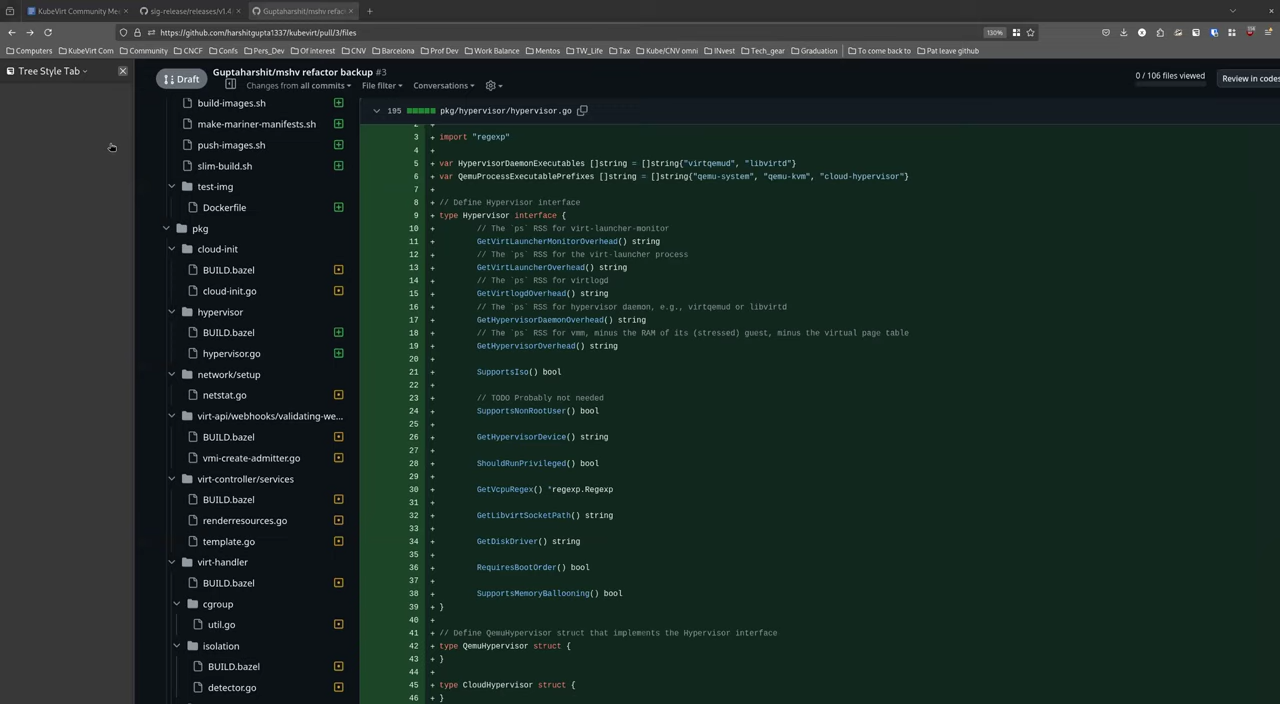 KubeVirt Community Me
sig-release/releases/v1.4
Guptaharshit/mshv refac
https://github.com/harshitgupta1337/kubevirt/pull/3/files
130%
Computers KubeVirt Com Community CNCF Confs Pers_Dev Of interest CNV Barcelona Prof Dev Work Balance Mentos TW_Life Tax Kube/CNV omni INvest Tech_gear Graduation To come back to Pat leave github
Tree Style Tab
Draft
Guptaharshit/mshv refactor backup #3
Changes from all commits File filter Conversations
0 / 106 files viewed
Review in codes
build-images.sh
make-mariner-manifests.sh
push-images.sh
slim-build.sh
test-img
Dockerfile
pkg
cloud-init
BUILD.bazel
cloud-init.go
hypervisor
BUILD.bazel
hypervisor.go
network/setup
netstat.go
virt-api/webhooks/validating-we...
BUILD.bazel
vmi-create-admitter.go
virt-controller/services
BUILD.bazel
renderresources.go
template.go
virt-handler
BUILD.bazel
cgroup
util.go
isolation
BUILD.bazel
detector.go
195 pkg/hypervisor/hypervisor.go
2 +
3 + import "regexp"
4 +
5 + var HypervisorDaemonExecutables []string = []string{"virtqemud", "libvirtd"}
6 + var QemuProcessExecutablePrefixes []string = []string{"qemu-system", "qemu-kvm", "cloud-hypervisor"}
7 +
8 + // Define Hypervisor interface
9 + type Hypervisor interface {
10 + // The `ps` RSS for virt-launcher-monitor
11 + GetVirtLauncherMonitorOverhead() string
12 + // The `ps` RSS for the virt-launcher process
13 + GetVirtLauncherOverhead() string
14 + // The `ps` RSS for virtlogd
15 + GetVirtlogdOverhead() string
16 + // The `ps` RSS for hypervisor daemon, e.g., virtqemud or libvirtd
17 + GetHypervisorDaemonOverhead() string
18 + // The `ps` RSS for vmm, minus the RAM of its (stressed) guest, minus the virtual page table
19 + GetHypervisorOverhead() string
20 +
21 + SupportsIso() bool
22 +
23 + // TODO Probably not needed
24 + SupportsNonRootUser() bool
25 +
26 + GetHypervisorDevice() string
27 +
28 + ShouldRunPrivileged() bool
29 +
30 + GetVcpuRegex() *regexp.Regexp
31 +
32 + GetLibvirtSocketPath() string
33 +
34 + GetDiskDriver() string
35 +
36 + RequiresBootOrder() bool
37 +
38 + SupportsMemoryBallooning() bool
39 + }
40 +
41 + // Define QemuHypervisor struct that implements the Hypervisor interface
42 + type QemuHypervisor struct {
43 + }
44 +
45 + type CloudHypervisor struct {
46 + }